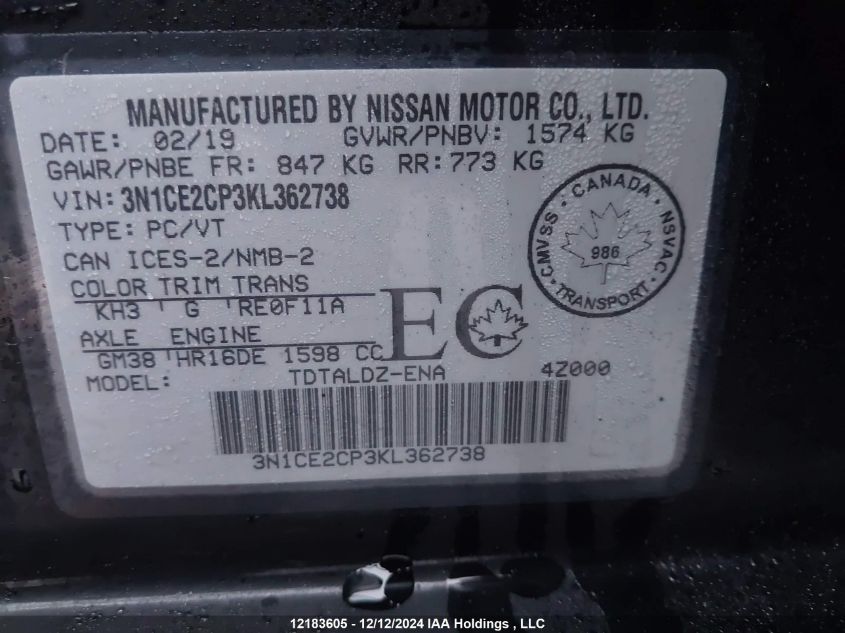 MANUFACTURED BY NISSAN MOTOR CO., LTD.
DATE: 02/19 GVWR/PNBV: 1574 KG
GAWR/PNBE FR: 847 KG RR: 773 KG
VIN: 3N1CE2CP3KL362738
TYPE: PC/VT
CAN ICES-2/NMB-2
COLOR TRIM TRANS
KH3 G RE0F11A
AXLE ENGINE
GM38 HR16DE 1598 CC
EC
CMVSS · CANADA · NSVAC · TRANSPORT ·
986
MODEL: TDTALDZ-ENA 4Z000
3N1CE2CP3KL362738
12183605 - 12/12/2024 IAA Holdings , LLC